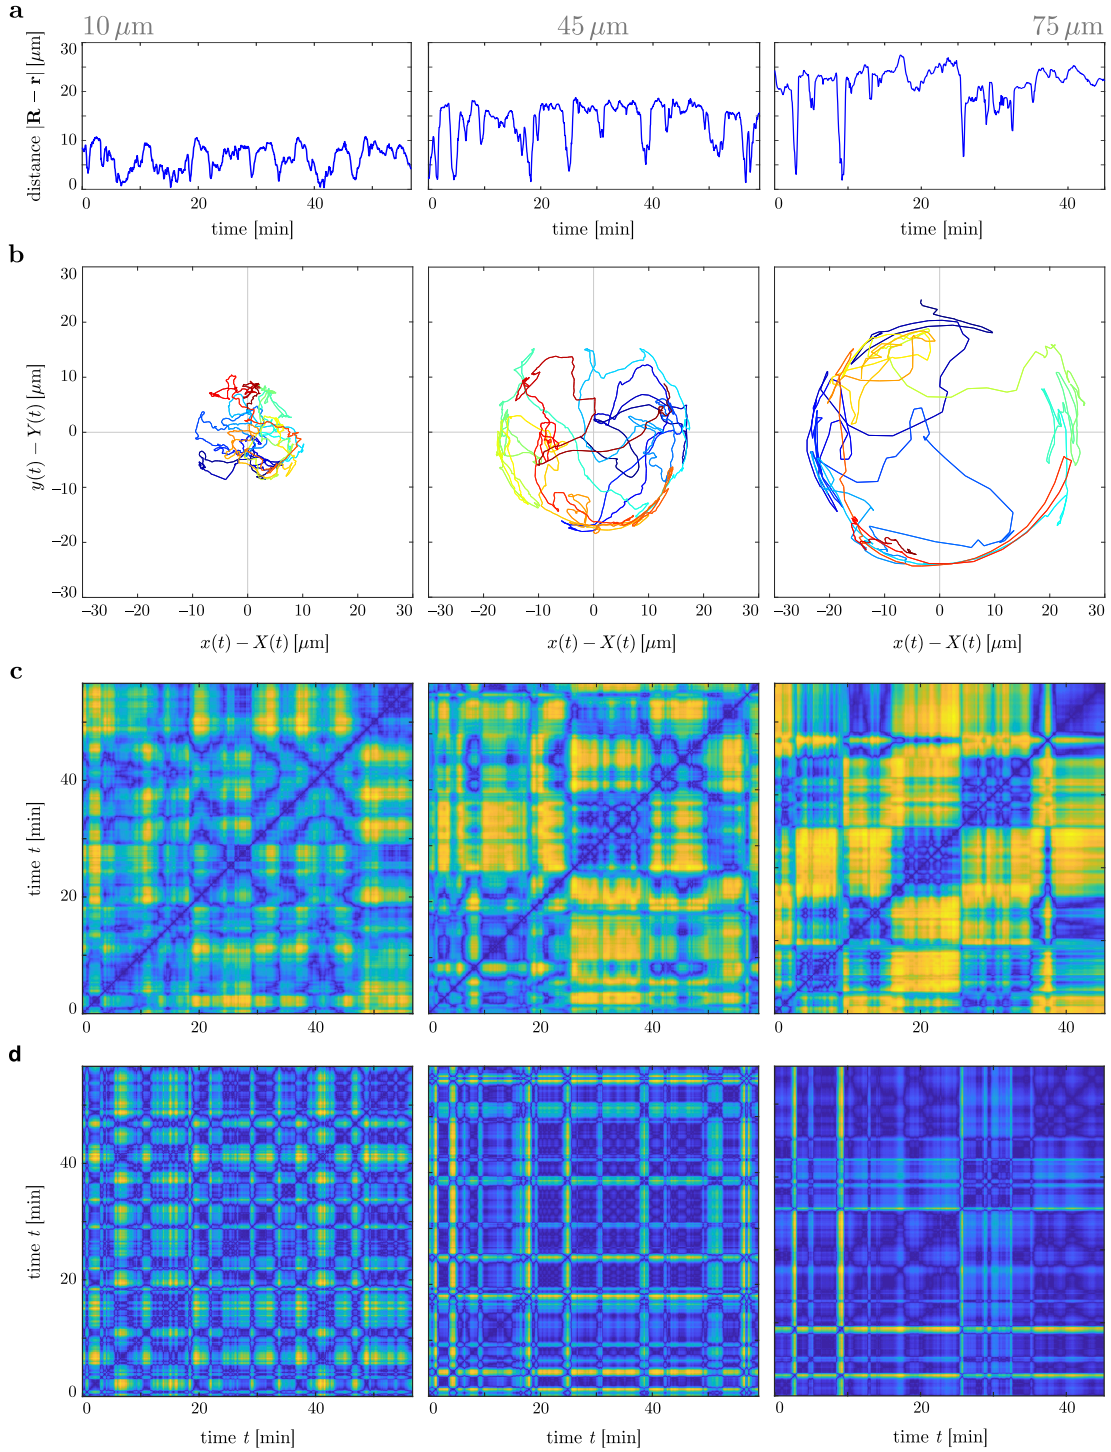 a
10 μm 45 μm 75 μm
distance |R − r| [μm]
30
20
10
0
0 20 40 0 20 40 0 20 40
time [min] time [min] time [min]
b
y(t) − Y(t) [μm]
30
20
10
0
−10
−20
−30
−30 −20 −10 0 10 20 30 −20 −10 0 10 20 30 −20 −10 0 10 20 30
x(t) − X(t) [μm] x(t) − X(t) [μm] x(t) − X(t) [μm]
c
time t [min]
40
20
0
0 20 40 0 20 40 0 20 40
d
time t [min]
40
20
0
0 20 40 0 20 40 0 20 40
time t [min] time t [min] time t [min]